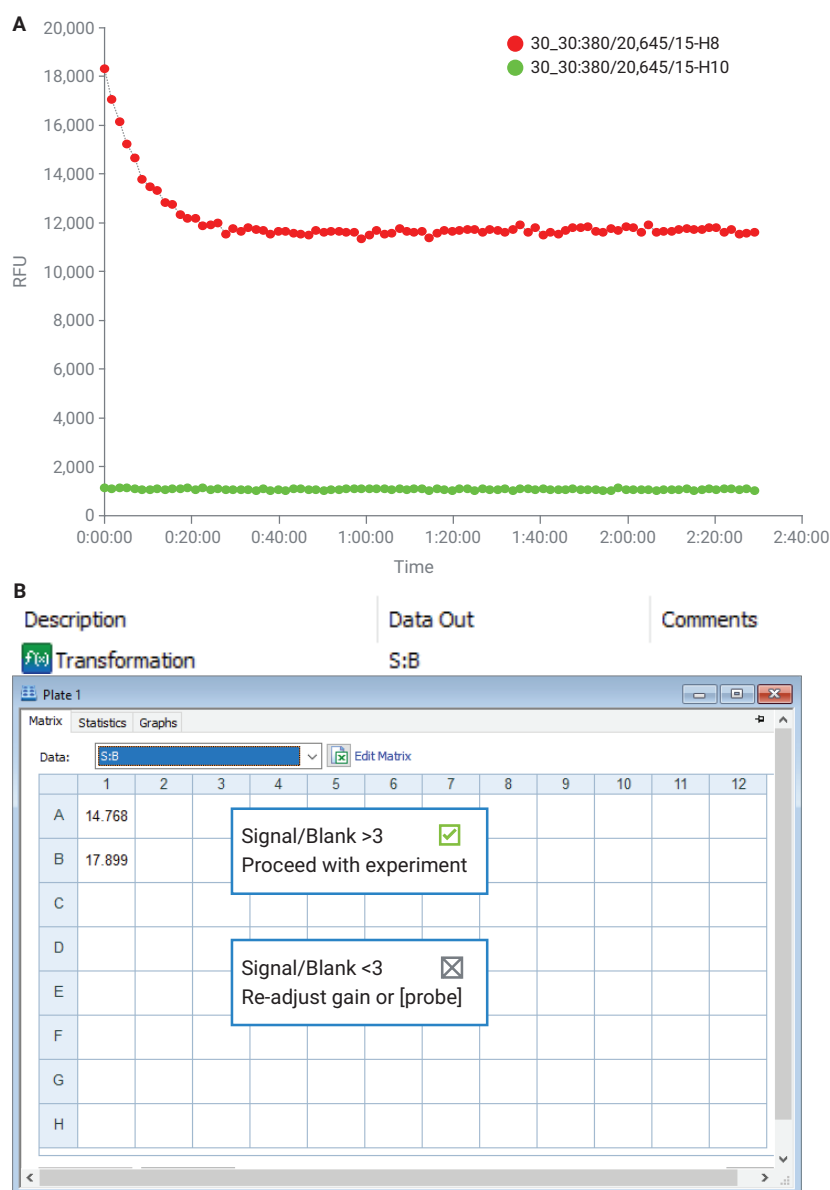 A
20,000
18,000
16,000
14,000
12,000
10,000
8,000
6,000
4,000
2,000
0
RFU
30_30:380/20,645/15-H8
30_30:380/20,645/15-H10
0:00:00 0:20:00 0:40:00 1:00:00 1:20:00 1:40:00 2:00:00 2:20:00 2:40:00
Time
B
Description Data Out Comments
f(x) Transformation S:B
Plate 1
Matrix Statistics Graphs
Data: S:B Edit Matrix
1 2 3 4 5 6 7 8 9 10 11 12
A 14.768
B 17.899
C
D
E
F
G
H
Signal/Blank >3
Proceed with experiment
Signal/Blank <3
Re-adjust gain or [probe]